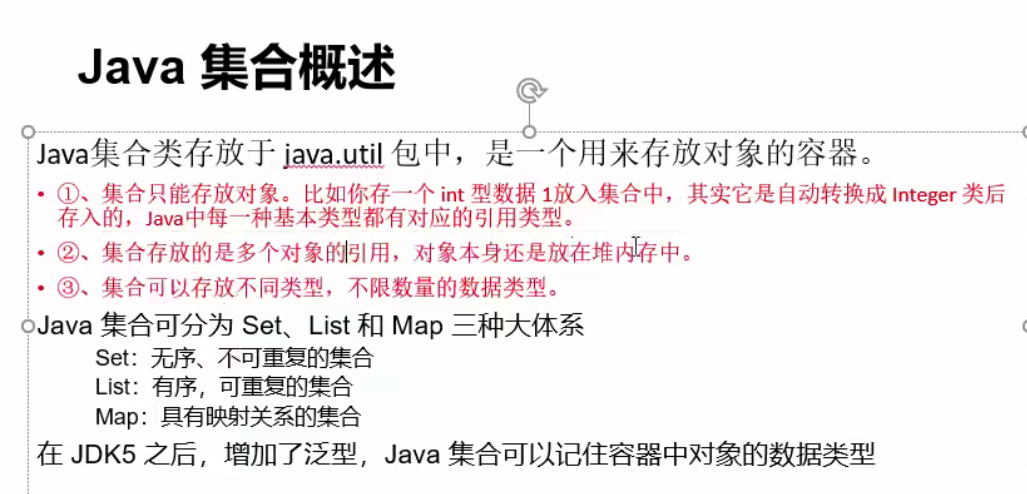 Java 集合概述
Java集合类存放于 java.util 包中，是一个用来存放对象的容器。
• ①、集合只能存放对象。比如你存一个 int 型数据 1放入集合中，其实它是自动转换成 Integer 类后
存入的，Java中每一种基本类型都有对应的引用类型。
• ②、集合存放的是多个对象的引用，对象本身还是放在堆内存中。
• ③、集合可以存放不同类型，不限数量的数据类型。
Java 集合可分为 Set、List 和 Map 三种大体系
Set：无序、不可重复的集合
List：有序，可重复的集合
Map：具有映射关系的集合
在 JDK5 之后，增加了泛型，Java 集合可以记住容器中对象的数据类型